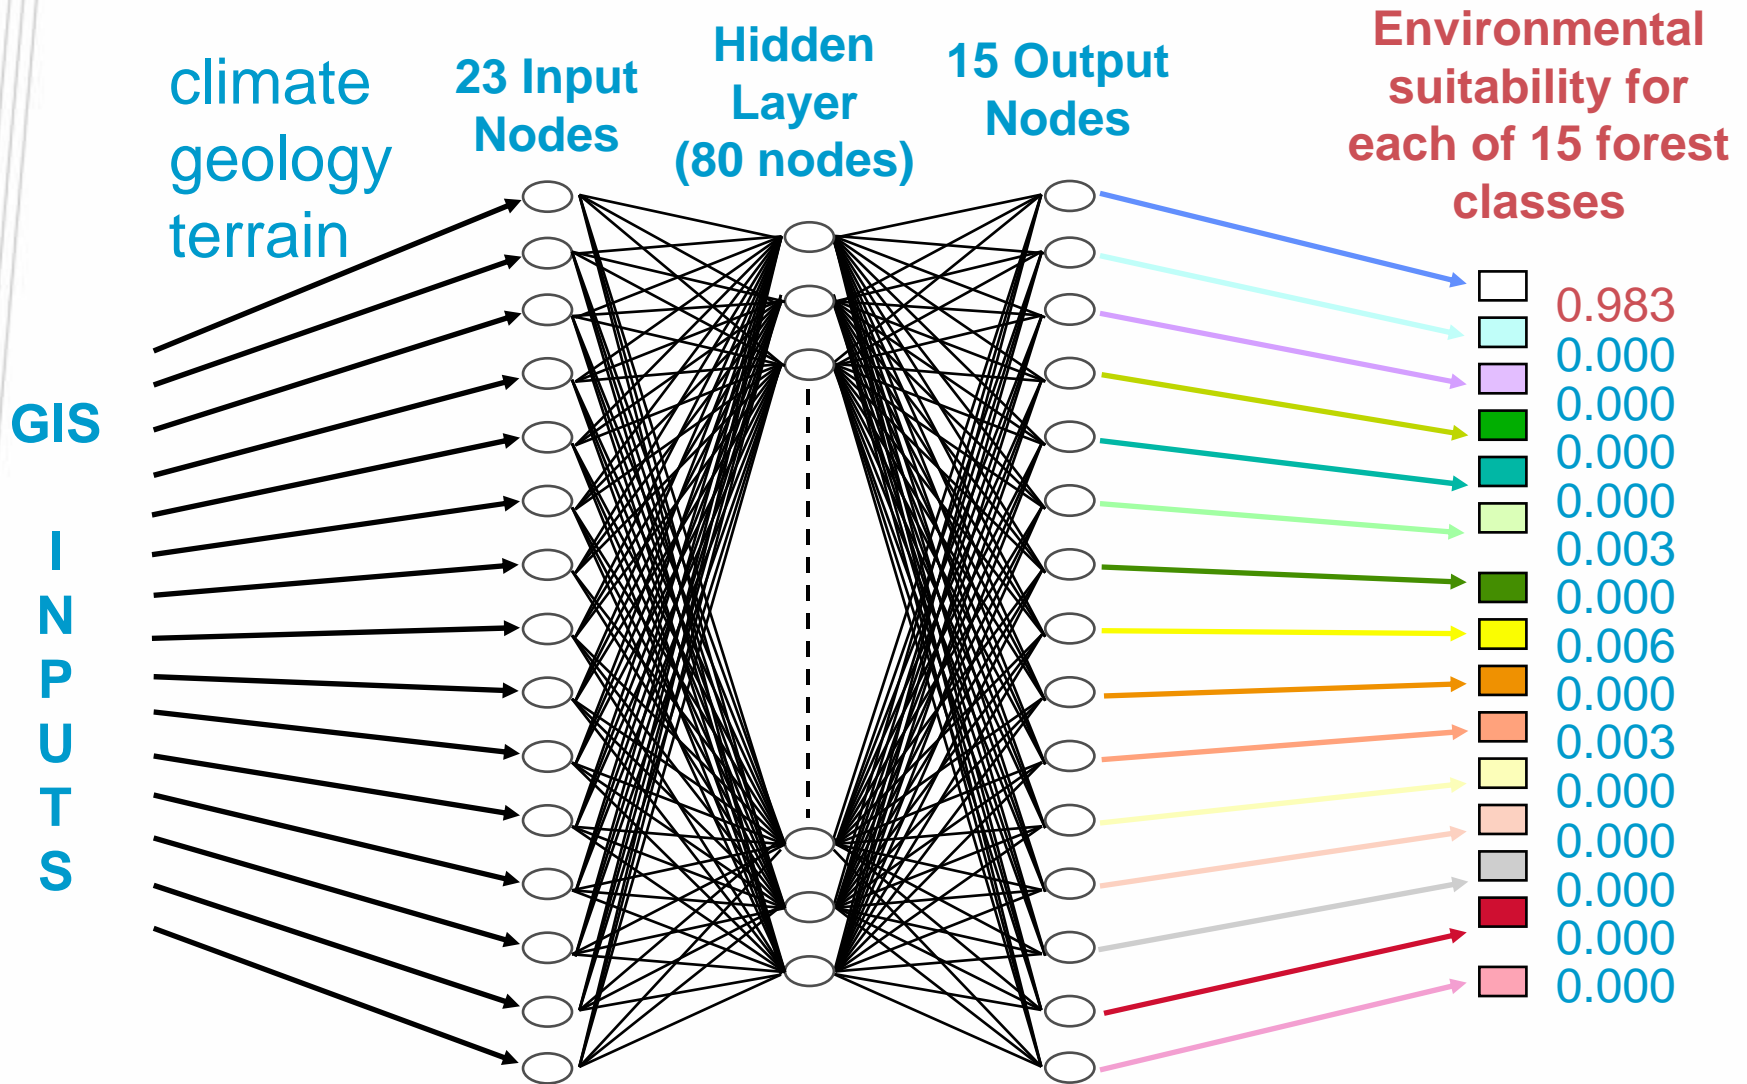 climate
geology
terrain
23 Input
Nodes
Hidden
Layer
(80 nodes)
15 Output
Nodes
Environmental
suitability for
each of 15 forest
classes
GIS
I
N
P
U
T
S
0.983
0.000
0.000
0.000
0.000
0.003
0.000
0.006
0.000
0.003
0.000
0.000
0.000
0.000
0.000